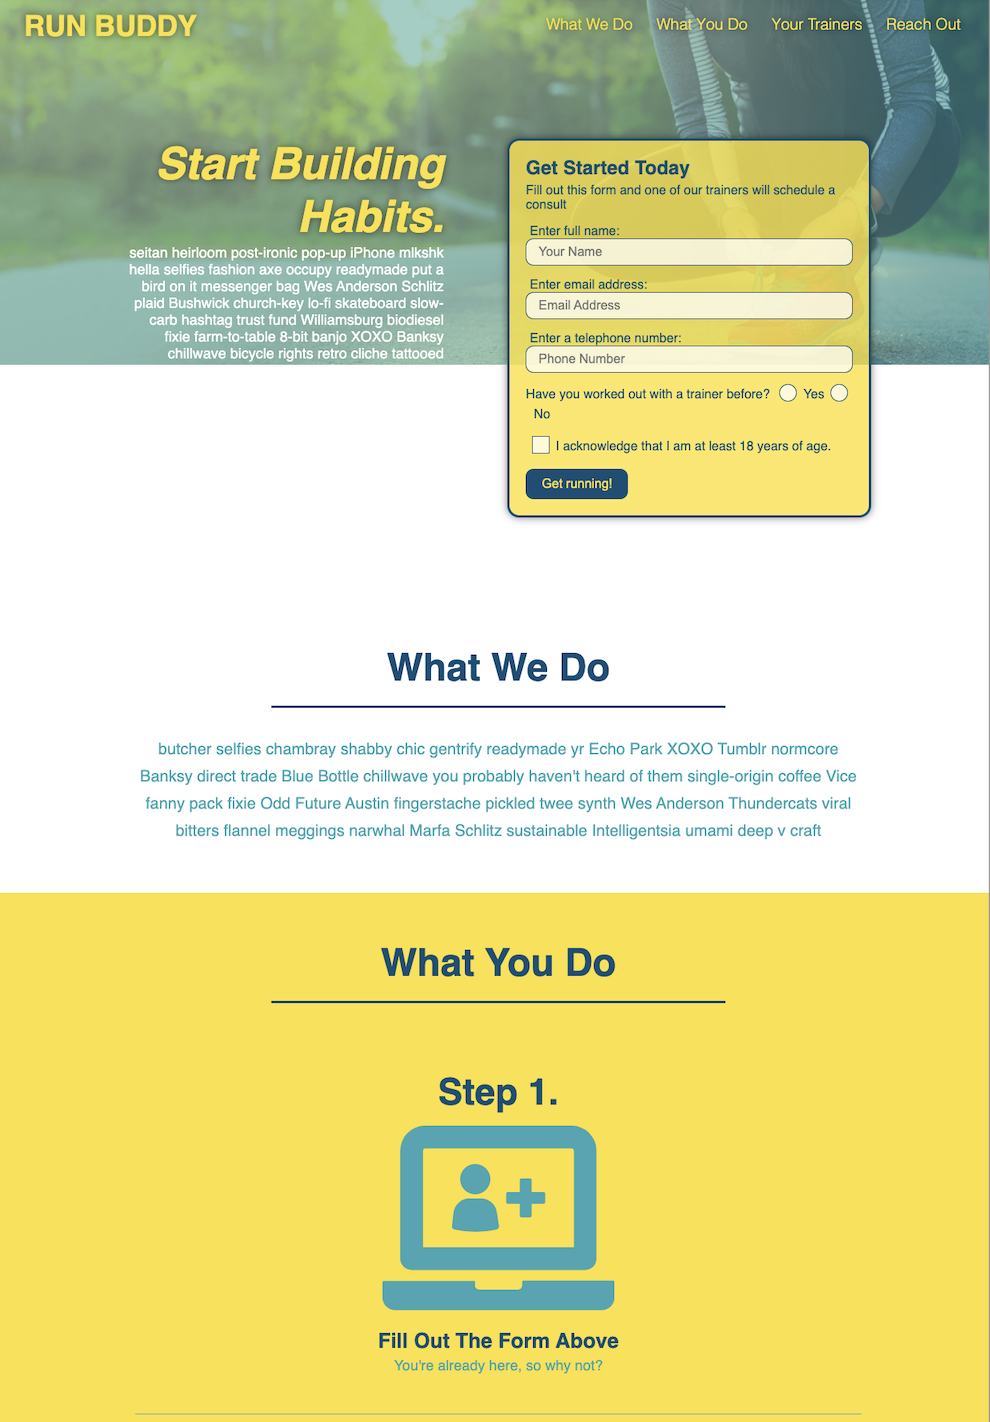 RUN BUDDY
What We Do
What You Do
Your Trainers
Reach Out
Start Building
Habits.
seitan heirloom post-ironic pop-up iPhone mlkshk
hella selfies fashion axe occupy readymade put a
bird on it messenger bag Wes Anderson Schlitz
plaid Bushwick church-key lo-fi skateboard slow-
carb hashtag trust fund Williamsburg biodiesel
fixie farm-to-table 8-bit banjo XOXO Banksy
chillwave bicycle rights retro cliche tattooed
Get Started Today
Fill out this form and one of our trainers will schedule a
consult
Enter full name:
Your Name
Enter email address:
Email Address
Enter a telephone number:
Phone Number
Have you worked out with a trainer before? Yes
No
I acknowledge that I am at least 18 years of age.
Get running!
What We Do
butcher selfies chambray shabby chic gentrify readymade yr Echo Park XOXO Tumblr normcore
Banksy direct trade Blue Bottle chillwave you probably haven't heard of them single-origin coffee Vice
fanny pack fixie Odd Future Austin fingerstache pickled twee synth Wes Anderson Thundercats viral
bitters flannel meggings narwhal Marfa Schlitz sustainable Intelligentsia umami deep v craft
What You Do
Step 1.
Fill Out The Form Above
You're already here, so why not?